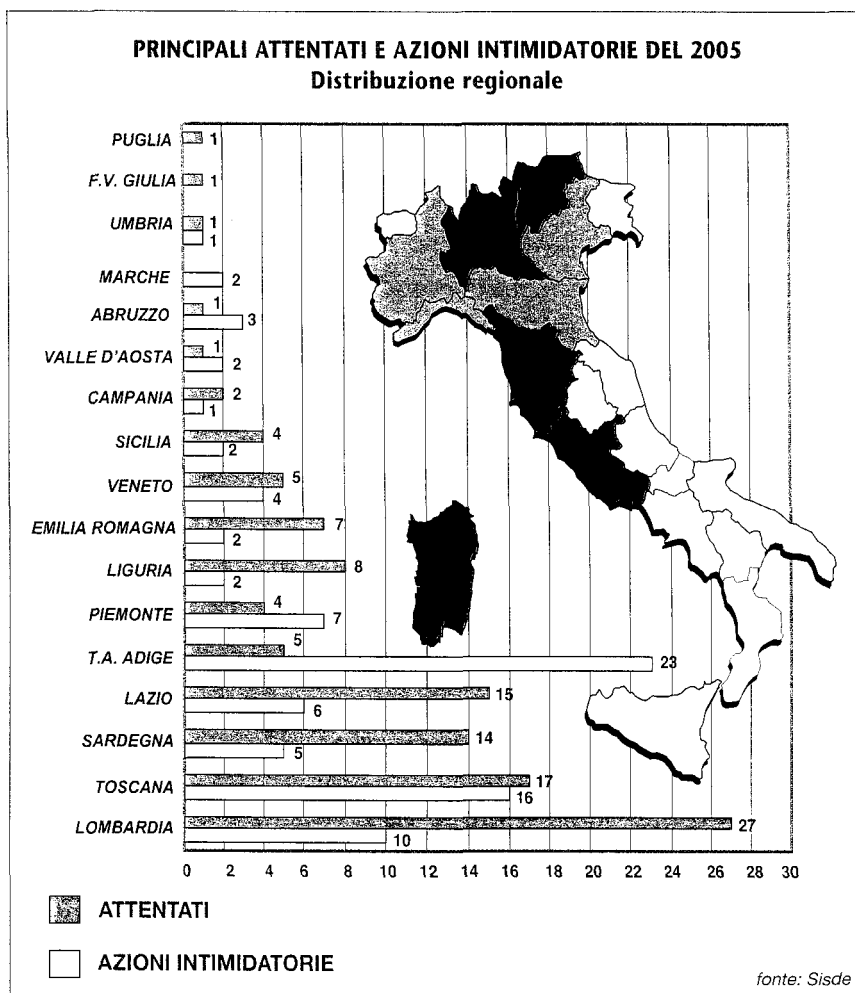 PRINCIPALI ATTENTATI E AZIONI INTIMIDATORIE DEL 2005
Distribuzione regionale
PUGLIA 1
F.V. GIULIA 1
UMBRIA 1
1
MARCHE 2
ABRUZZO 1
3
VALLE D'AOSTA 1
2
CAMPANIA 2
1
SICILIA 4
2
VENETO 5
4
EMILIA ROMAGNA 7
2
LIGURIA 8
2
PIEMONTE 4
7
T.A. ADIGE 5
23
LAZIO 15
6
SARDEGNA 14
5
TOSCANA 17
16
LOMBARDIA 27
10
0 2 4 6 8 10 12 14 16 18 20 22 24 26 28 30
ATTENTATI
AZIONI INTIMIDATORIE
fonte: Sisde